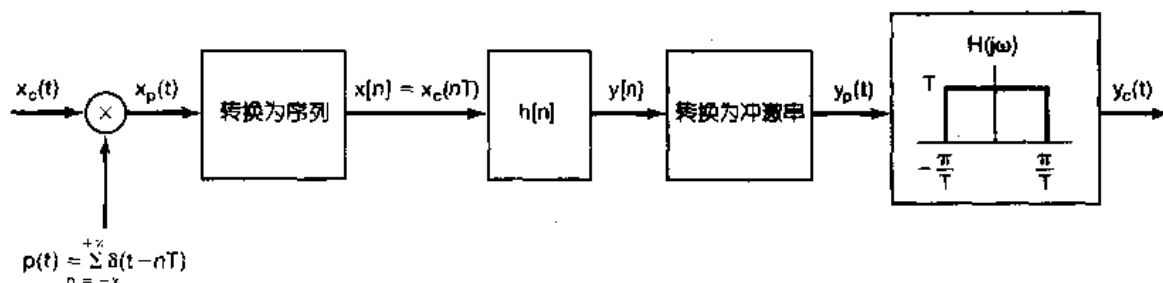 x_c(t)
x_p(t)
转换为序列
x[n] = x_c(nT)
h[n]
y[n]
转换为冲激串
y_p(t)
H(jω)
T
-π/T
π/T
y_c(t)
+∞
p(t) = Σ δ(t-nT)
n = -∞